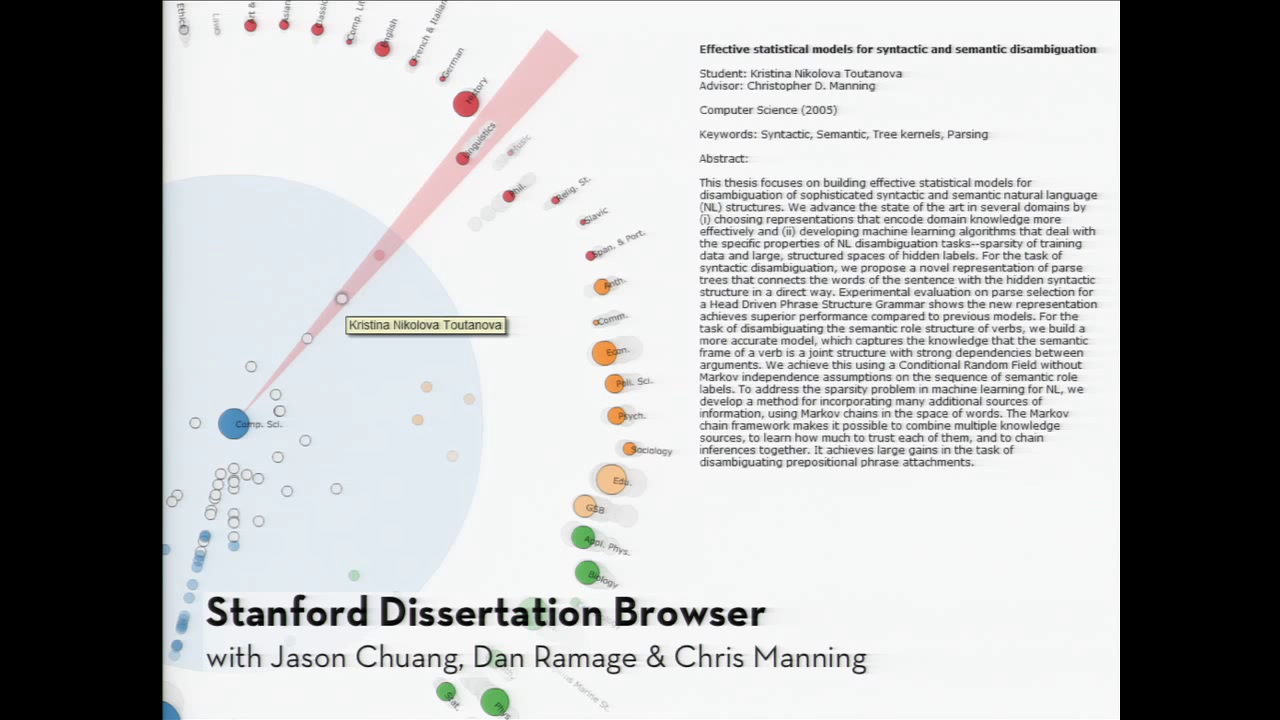 Ethics
Law
Art &
Asian
Classic
Comp. Lit
English
French & Italian
German
History
Linguistics
Music
Phil.
Relig. St.
Slavic
Span. & Port.
Anth.
Comm.
Econ.
Poli. Sci.
Psych.
Sociology
Edu.
GSB
Appl. Phys.
Biology
Marine St.
Stat.
Phys
Comp. Sci.
Kristina Nikolova Toutanova
Effective statistical models for syntactic and semantic disambiguation
Student: Kristina Nikolova Toutanova
Advisor: Christopher D. Manning
Computer Science (2005)
Keywords: Syntactic, Semantic, Tree kernels, Parsing
Abstract:
This thesis focuses on building effective statistical models for
disambiguation of sophisticated syntactic and semantic natural language
(NL) structures. We advance the state of the art in several domains by
(i) choosing representations that encode domain knowledge more
effectively and (ii) developing machine learning algorithms that deal with
the specific properties of NL disambiguation tasks--sparsity of training
data and large, structured spaces of hidden labels. For the task of
syntactic disambiguation, we propose a novel representation of parse
trees that connects the words of the sentence with the hidden syntactic
structure in a direct way. Experimental evaluation on parse selection for
a Head Driven Phrase Structure Grammar shows the new representation
achieves superior performance compared to previous models. For the
task of disambiguating the semantic role structure of verbs, we build a
more accurate model, which captures the knowledge that the semantic
frame of a verb is a joint structure with strong dependencies between
arguments. We achieve this using a Conditional Random Field without
Markov independence assumptions on the sequence of semantic role
labels. To address the sparsity problem in machine learning for NL, we
develop a method for incorporating many additional sources of
information, using Markov chains in the space of words. The Markov
chain framework makes it possible to combine multiple knowledge
sources, to learn how much to trust each of them, and to chain
inferences together. It achieves large gains in the task of
disambiguating prepositional phrase attachments.
Stanford Dissertation Browser
with Jason Chuang, Dan Ramage & Chris Manning